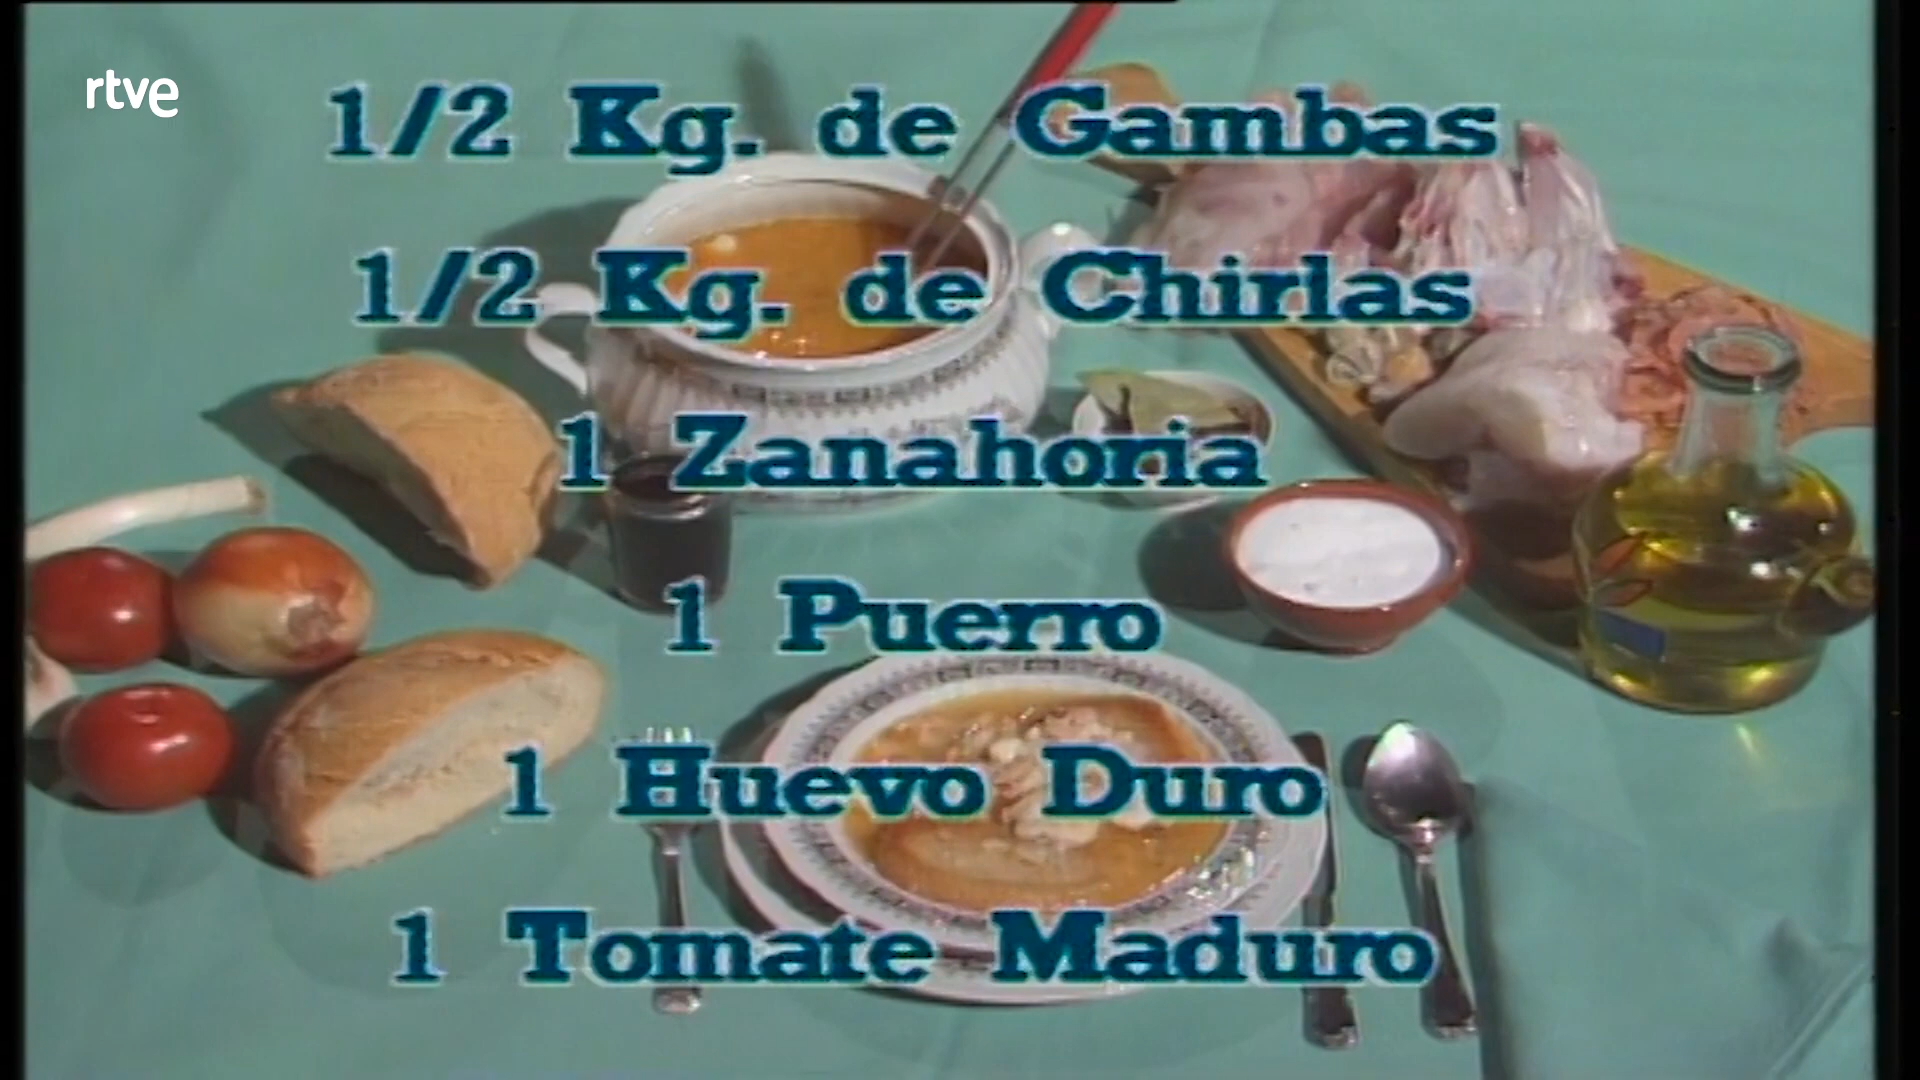 rtve
1/2 Kg. de Gambas
1/2 Kg. de Chirlas
1 Zanahoria
1 Puerro
1 Huevo Duro
1 Tomate Maduro